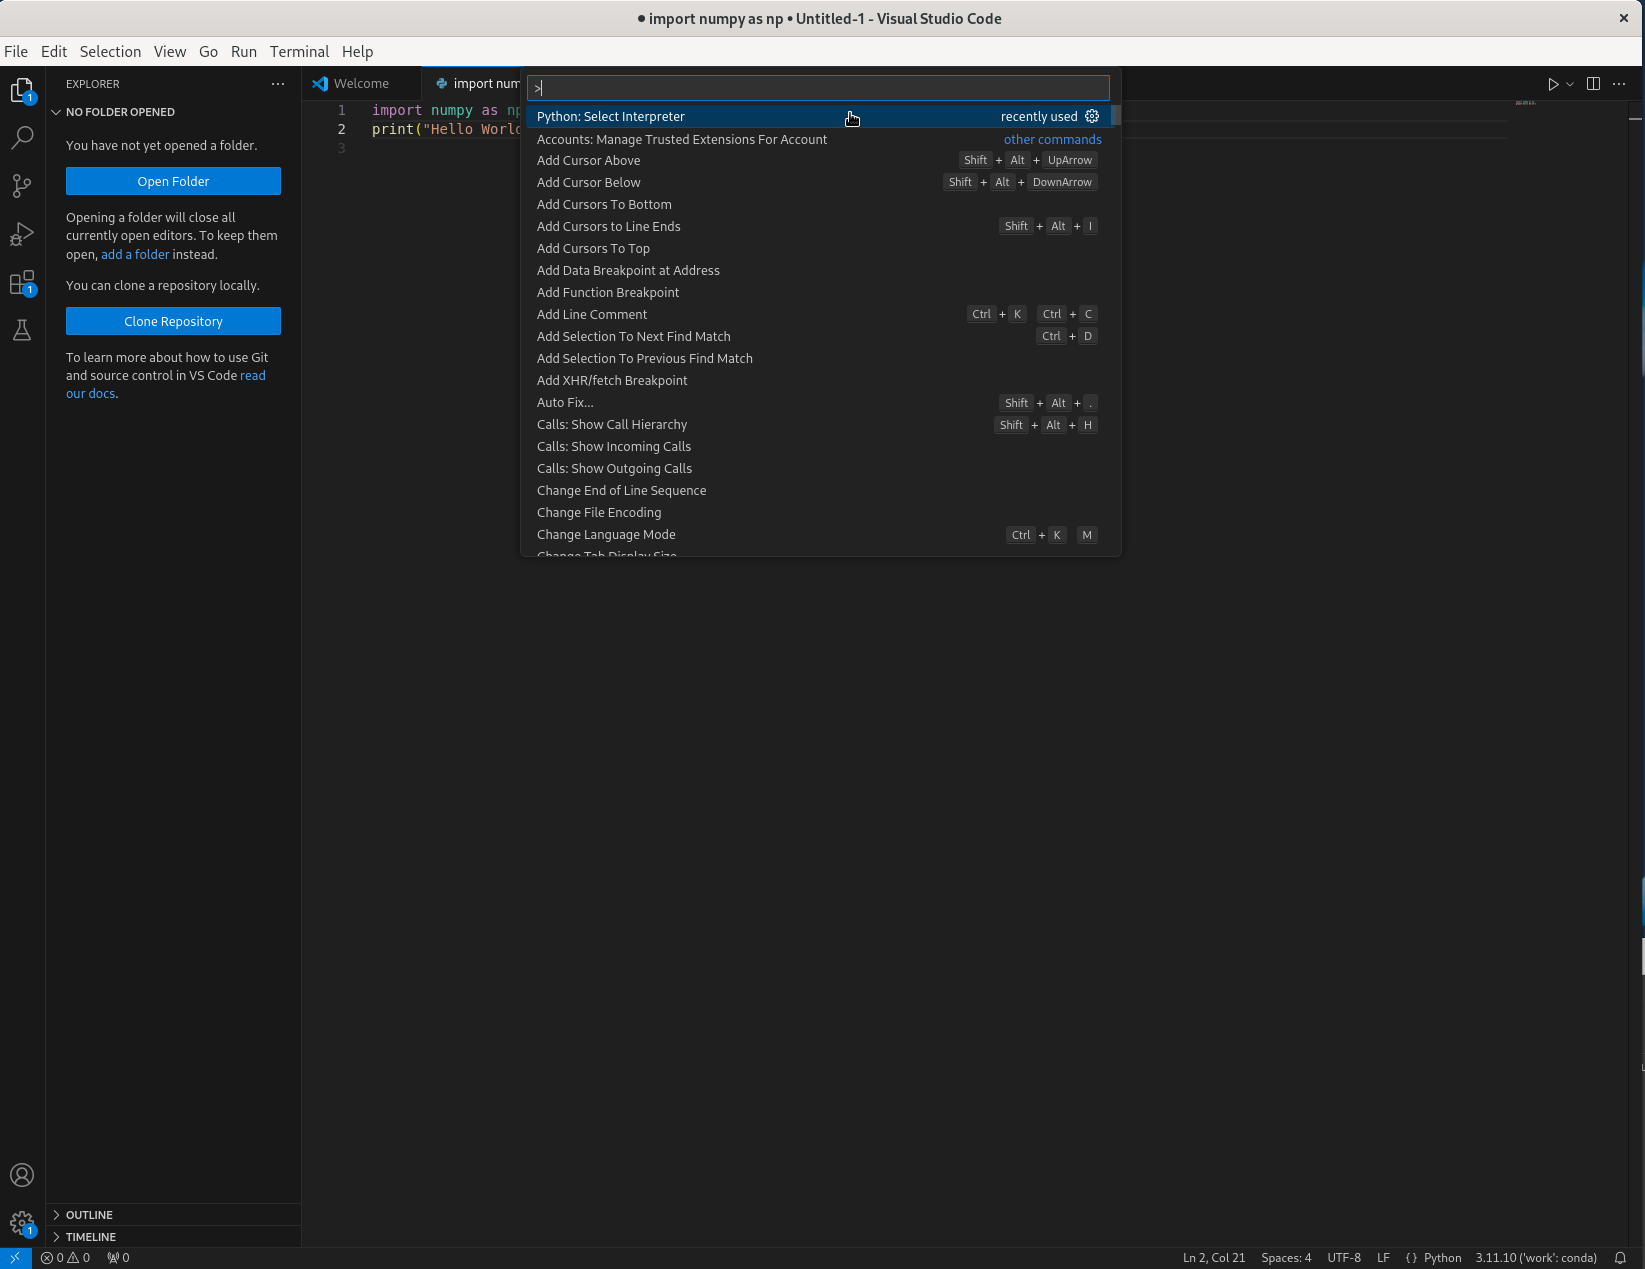 ● import numpy as np • Untitled-1 - Visual Studio Code
File Edit Selection View Go Run Terminal Help
EXPLORER
Welcome
import num
>
1
NO FOLDER OPENED
1 import numpy as np
2 print("Hello World
3
You have not yet opened a folder.
Open Folder
Opening a folder will close all
currently open editors. To keep them
open, add a folder instead.
1
You can clone a repository locally.
Clone Repository
To learn more about how to use Git
and source control in VS Code read
our docs.
Python: Select Interpreter recently used
Accounts: Manage Trusted Extensions For Account other commands
Add Cursor Above Shift + Alt + UpArrow
Add Cursor Below Shift + Alt + DownArrow
Add Cursors To Bottom
Add Cursors to Line Ends Shift + Alt + I
Add Cursors To Top
Add Data Breakpoint at Address
Add Function Breakpoint
Add Line Comment Ctrl + K Ctrl + C
Add Selection To Next Find Match Ctrl + D
Add Selection To Previous Find Match
Add XHR/fetch Breakpoint
Auto Fix... Shift + Alt + .
Calls: Show Call Hierarchy Shift + Alt + H
Calls: Show Incoming Calls
Calls: Show Outgoing Calls
Change End of Line Sequence
Change File Encoding
Change Language Mode Ctrl + K M
Change Tab Display Size
OUTLINE
1
TIMELINE
0 0 0 Ln 2, Col 21 Spaces: 4 UTF-8 LF {} Python 3.11.10 ('work': conda)